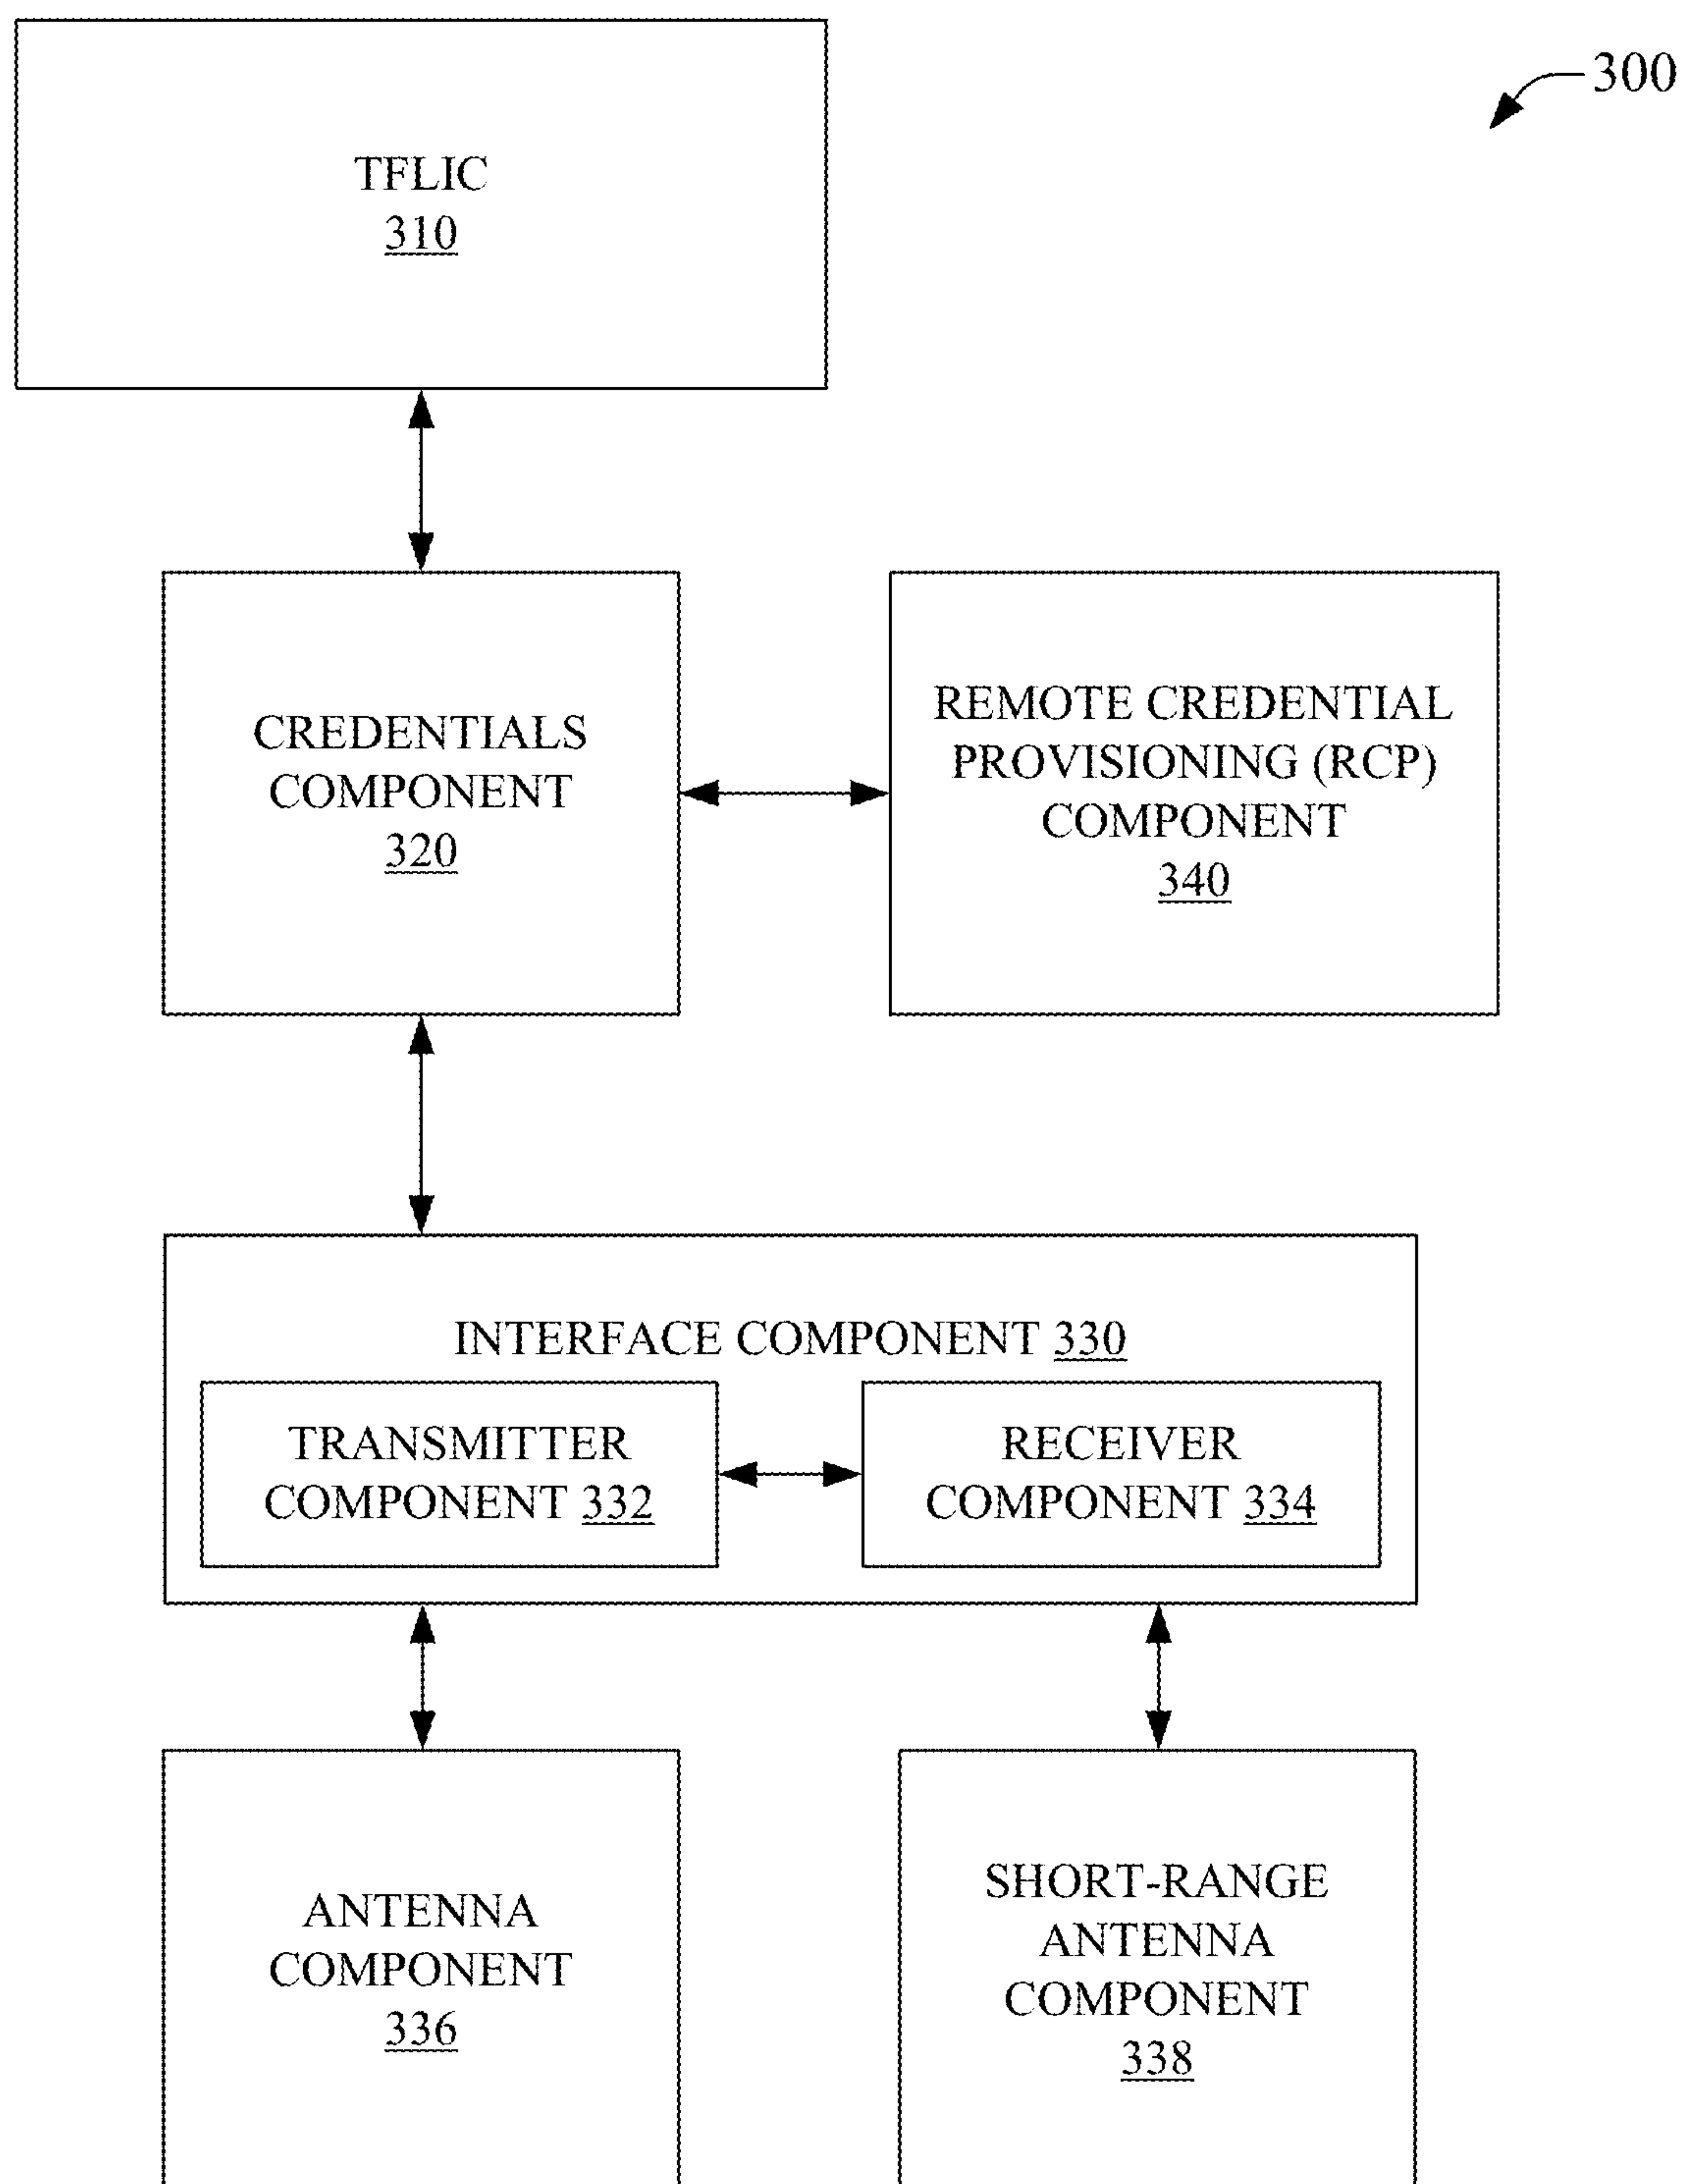 300
TFLIC
310
CREDENTIALS
COMPONENT
320
REMOTE CREDENTIAL
PROVISIONING (RCP)
COMPONENT
340
INTERFACE COMPONENT 330
TRANSMITTER
COMPONENT 332
RECEIVER
COMPONENT 334
ANTENNA
COMPONENT
336
SHORT-RANGE
ANTENNA
COMPONENT
338